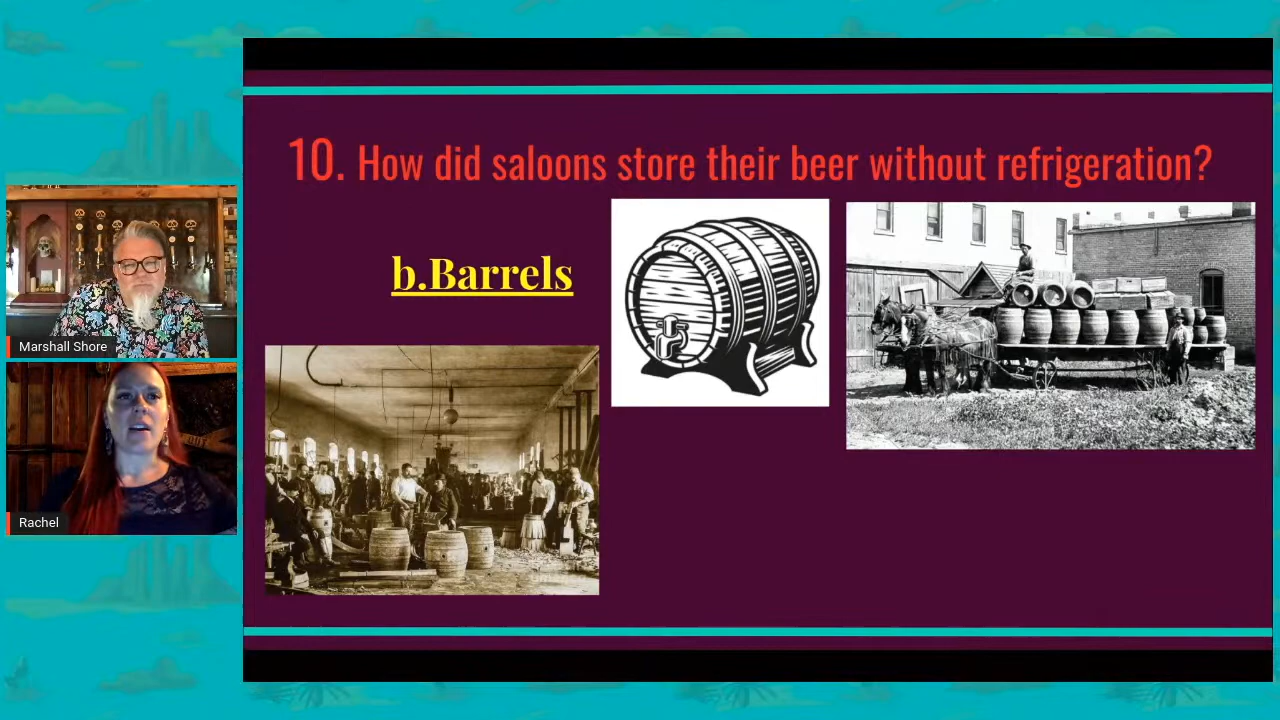 10. How did saloons store their beer without refrigeration?
b.Barrels
Marshall Shore
Rachel